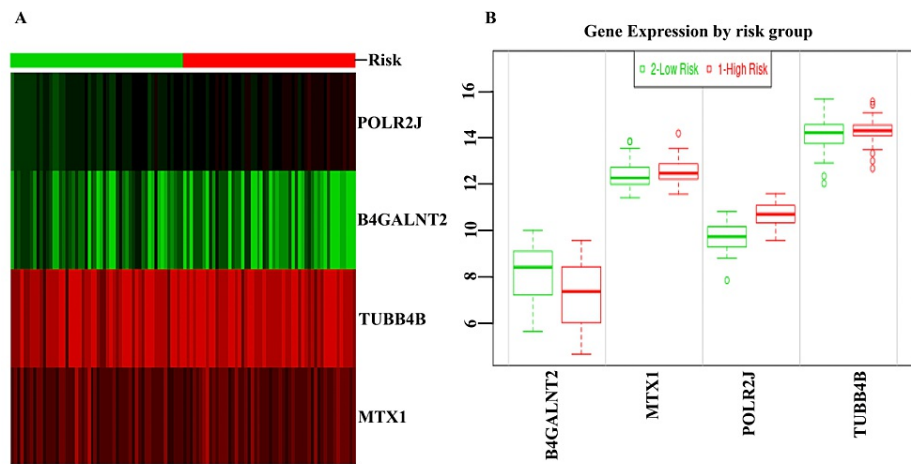 A
Risk
POLR2J
B4GALNT2
TUBB4B
MTX1
B
Gene Expression by risk group
2-Low Risk 1-High Risk
16
14
12
10
8
6
B4GALNT2
MTX1
POLR2J
TUBB4B